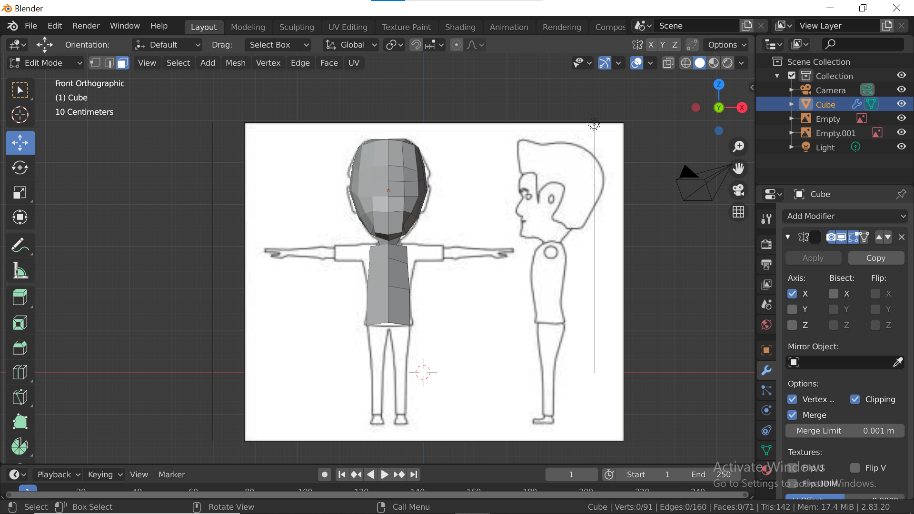 Blender
File Edit Render Window Help Layout Modeling Sculpting UV Editing Texture Paint Shading Animation Rendering Compos Scene View Layer
Orientation: Default Drag: Select Box Global X Y Z Options
Edit Mode View Select Add Mesh Vertex Edge Face UV
Front Orthographic
(1) Cube
10 Centimeters
Z
Y
X
Scene Collection
Collection
Camera
Cube
Empty
Empty.001
Light
Cube
Add Modifier
Apply Copy
Axis: Bisect: Flip:
X X X
Y Y Y
Z Z Z
Mirror Object:
Options:
Vertex .. Clipping
Merge
Merge Limit 0.001 m
Textures:
Flip U Flip V
Flip UDIM
Activate Windows
Go to Settings to activate Windows.
Playback Keying View Marker 1 Start 1 End 250
Select Box Select Rotate View Call Menu Cube | Verts:0/91 | Edges:0/160 | Faces:0/71 | Tris:142 | Mem: 17.4 MiB | 2.83.20